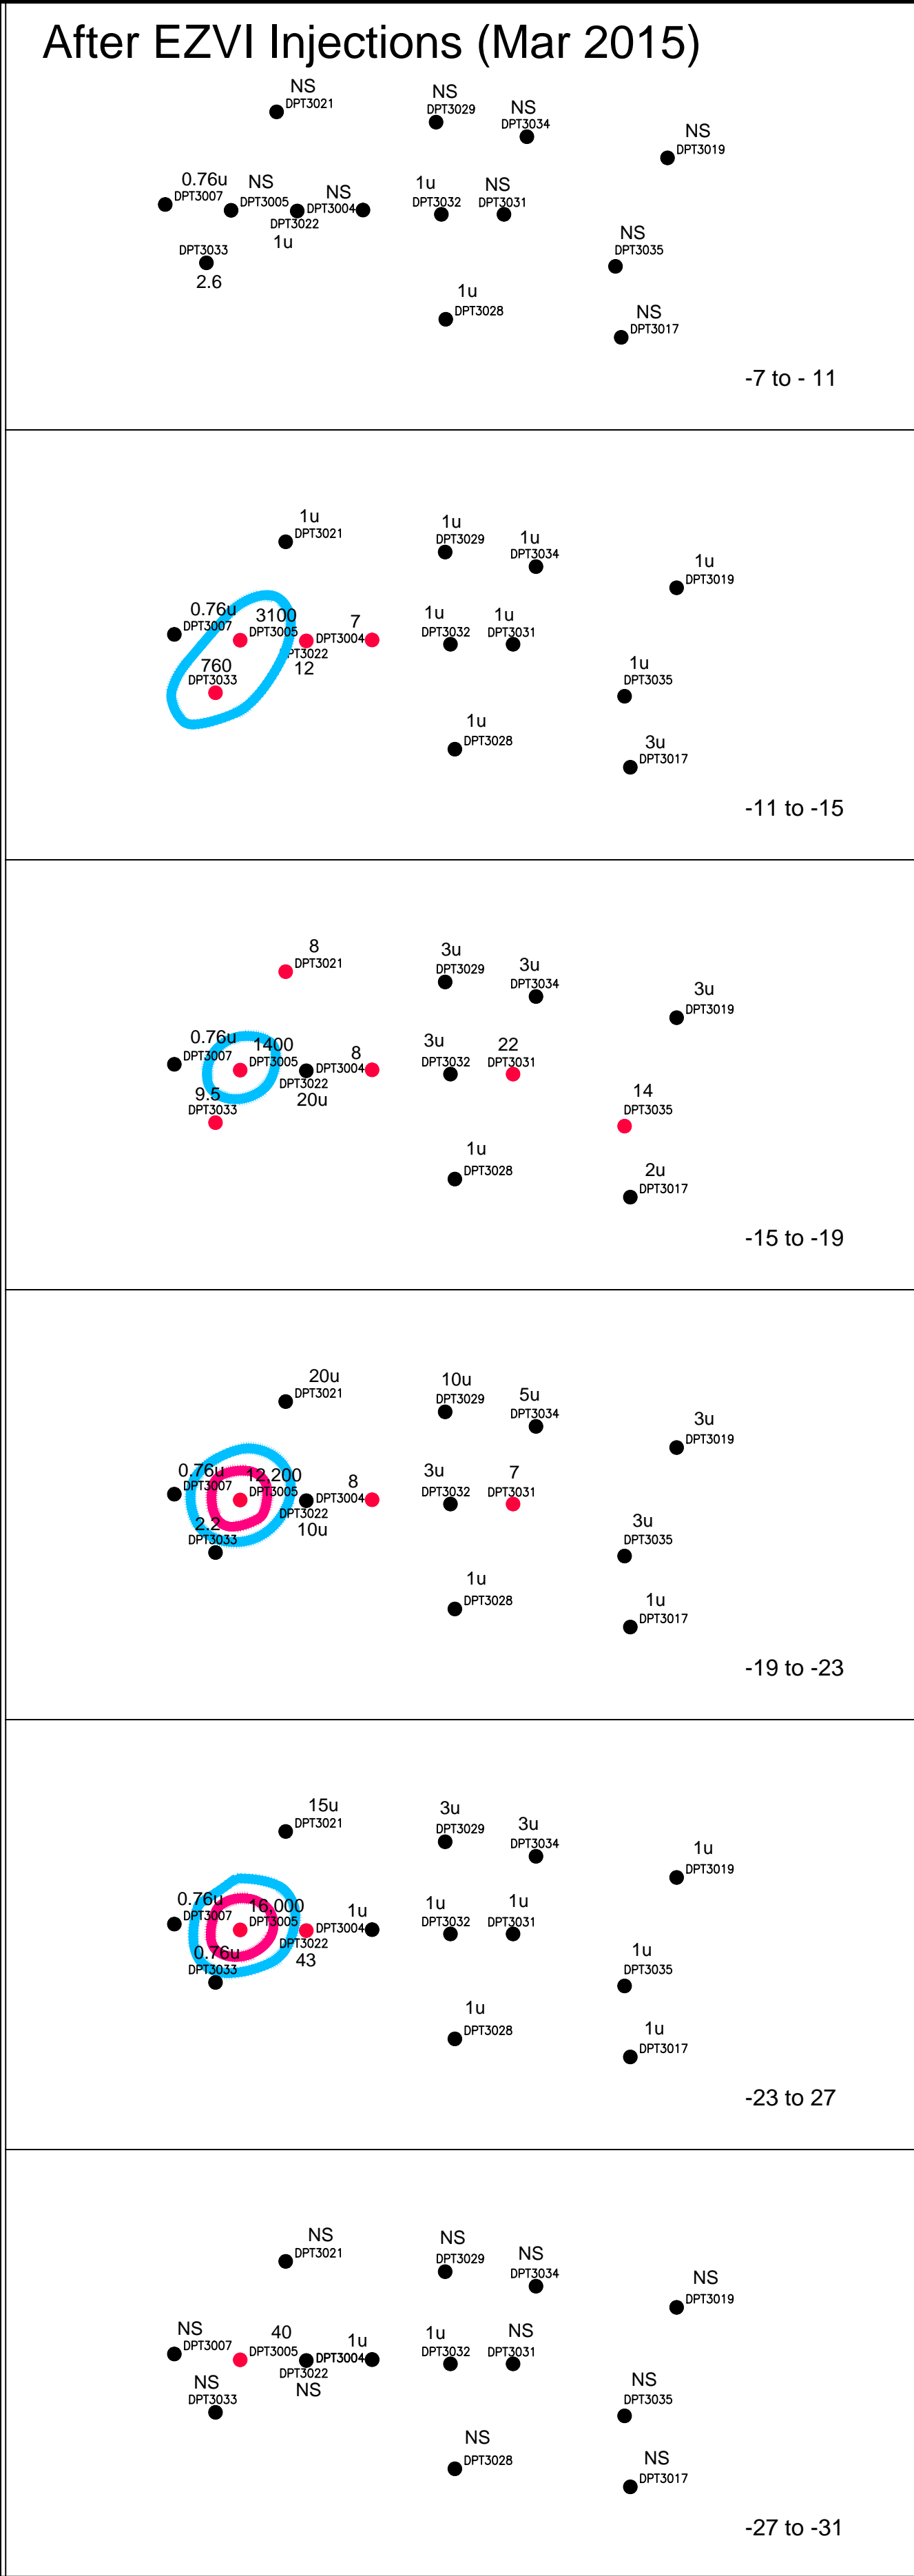 After EZVI Injections (Mar 2015)
NS
DPT3021
NS
DPT3029
NS
DPT3034
NS
DPT3019
0.76u
DPT3007
NS
DPT3005
DPT3022
1u
NS
DPT3004
1u
DPT3032
NS
DPT3031
DPT3033
2.6
NS
DPT3035
1u
DPT3028
NS
DPT3017
-7 to - 11
1u
DPT3021
1u
DPT3029
1u
DPT3034
1u
DPT3019
0.76u
DPT3007
3100
DPT3005
PT3022
12
7
DPT3004
1u
DPT3032
1u
DPT3031
760
DPT3033
1u
DPT3035
1u
DPT3028
3u
DPT3017
-11 to -15
8
DPT3021
3u
DPT3029
3u
DPT3034
3u
DPT3019
0.76u
DPT3007
1400
DPT3005
DPT3022
20u
8
DPT3004
3u
DPT3032
22
DPT3031
9.5
DPT3033
14
DPT3035
1u
DPT3028
2u
DPT3017
-15 to -19
20u
DPT3021
10u
DPT3029
5u
DPT3034
3u
DPT3019
0.76u
DPT3007
12,200
DPT3005
DPT3022
10u
8
DPT3004
3u
DPT3032
7
DPT3031
2.2
DPT3033
3u
DPT3035
1u
DPT3028
1u
DPT3017
-19 to -23
15u
DPT3021
3u
DPT3029
3u
DPT3034
1u
DPT3019
0.76u
DPT3007
16,000
DPT3005
DPT3022
43
1u
DPT3004
1u
DPT3032
1u
DPT3031
0.76u
DPT3033
1u
DPT3035
1u
DPT3028
1u
DPT3017
-23 to 27
NS
DPT3021
NS
DPT3029
NS
DPT3034
NS
DPT3019
NS
DPT3007
40
DPT3005
DPT3022
NS
1u
DPT3004
1u
DPT3032
NS
DPT3031
NS
DPT3033
NS
DPT3035
NS
DPT3028
NS
DPT3017
-27 to -31